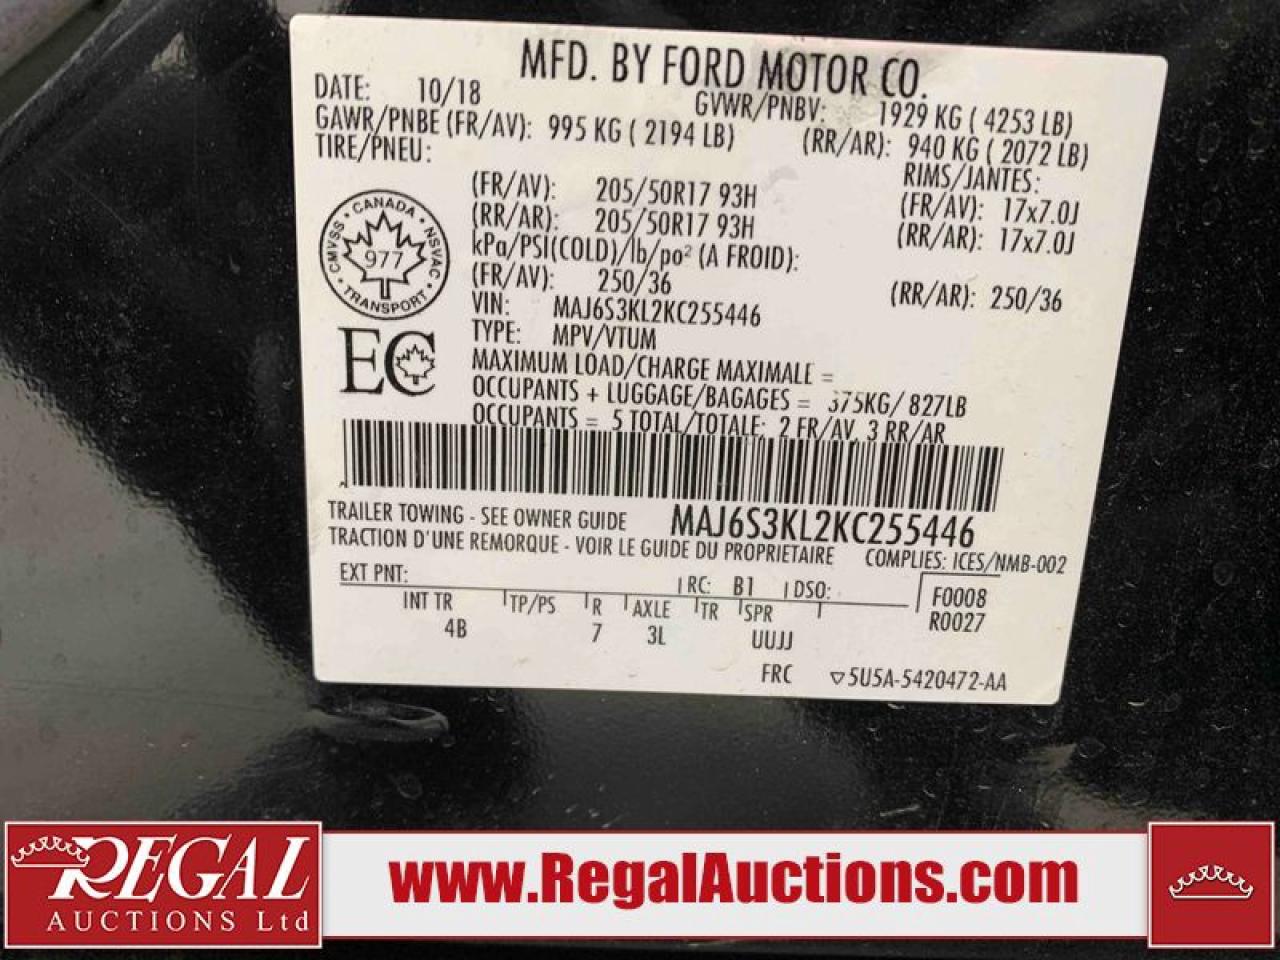 MFD. BY FORD MOTOR CO.
DATE: 10/18 GVWR/PNBV: 1929 KG ( 4253 LB)
GAWR/PNBE (FR/AV): 995 KG ( 2194 LB) (RR/AR): 940 KG ( 2072 LB)
TIRE/PNEU: RIMS/JANTES:
(FR/AV): 205/50R17 93H (FR/AV): 17x7.0J
(RR/AR): 205/50R17 93H (RR/AR): 17x7.0J
kPa/PSI(COLD)/lb/po² (A FROID):
(FR/AV): 250/36 (RR/AR): 250/36
VIN: MAJ6S3KL2KC255446
TYPE: MPV/VTUM
MAXIMUM LOAD/CHARGE MAXIMALE =
OCCUPANTS + LUGGAGE/BAGAGES = 375KG/ 827LB
OCCUPANTS = 5 TOTAL/TOTALE: 2 FR/AV, 3 RR/AR
CANADA
CMVSS
NSVAC
977
TRANSPORT
EC
TRAILER TOWING - SEE OWNER GUIDE MAJ6S3KL2KC255446
TRACTION D'UNE REMORQUE - VOIR LE GUIDE DU PROPRIETAIRE COMPLIES: ICES/NMB-002
EXT PNT: RC: B1 DSO: F0008
INT TR TP/PS R AXLE TR SPR R0027
4B 7 3L UUJJ
FRC ▽5U5A-5420472-AA
REGAL
AUCTIONS Ltd
www.RegalAuctions.com